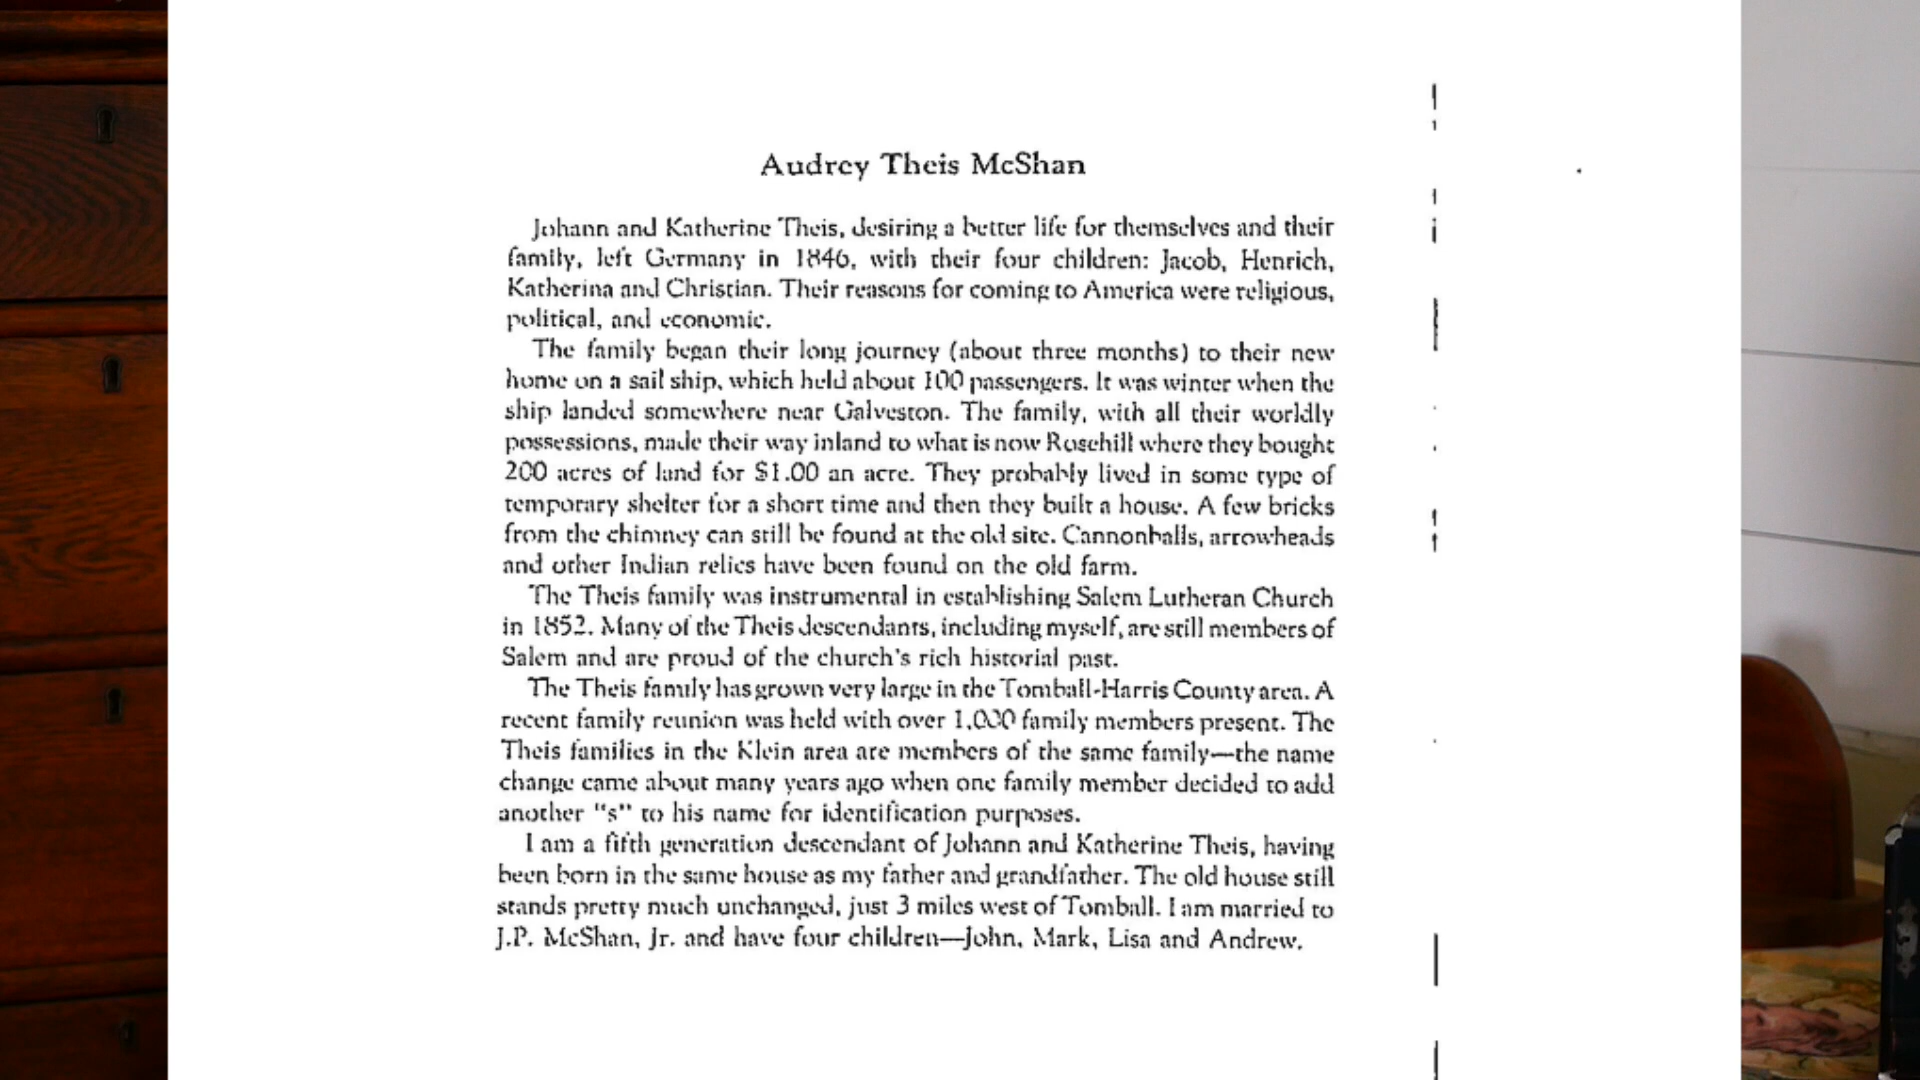 Audrey Theis McShan
Johann and Katherine Theis, desiring a better life for themselves and their
family, left Germany in 1846, with their four children: Jacob, Henrich,
Katherina and Christian. Their reasons for coming to America were religious,
political, and economic.
The family began their long journey (about three months) to their new
home on a sail ship, which held about 100 passengers. It was winter when the
ship landed somewhere near Galveston. The family, with all their worldly
possessions, made their way inland to what is now Rosehill where they bought
200 acres of land for $1.00 an acre. They probably lived in some type of
temporary shelter for a short time and then they built a house. A few bricks
from the chimney can still be found at the old site. Cannonballs, arrowheads
and other Indian relics have been found on the old farm.
The Theis family was instrumental in establishing Salem Lutheran Church
in 1852. Many of the Theis descendants, including myself, are still members of
Salem and are proud of the church's rich historial past.
The Theis family has grown very large in the Tomball-Harris County area. A
recent family reunion was held with over 1,000 family members present. The
Theis families in the Klein area are members of the same family—the name
change came about many years ago when one family member decided to add
another "s" to his name for identification purposes.
I am a fifth generation descendant of Johann and Katherine Theis, having
been born in the same house as my father and grandfather. The old house still
stands pretty much unchanged, just 3 miles west of Tomball. I am married to
J.P. McShan, Jr. and have four children—John, Mark, Lisa and Andrew.